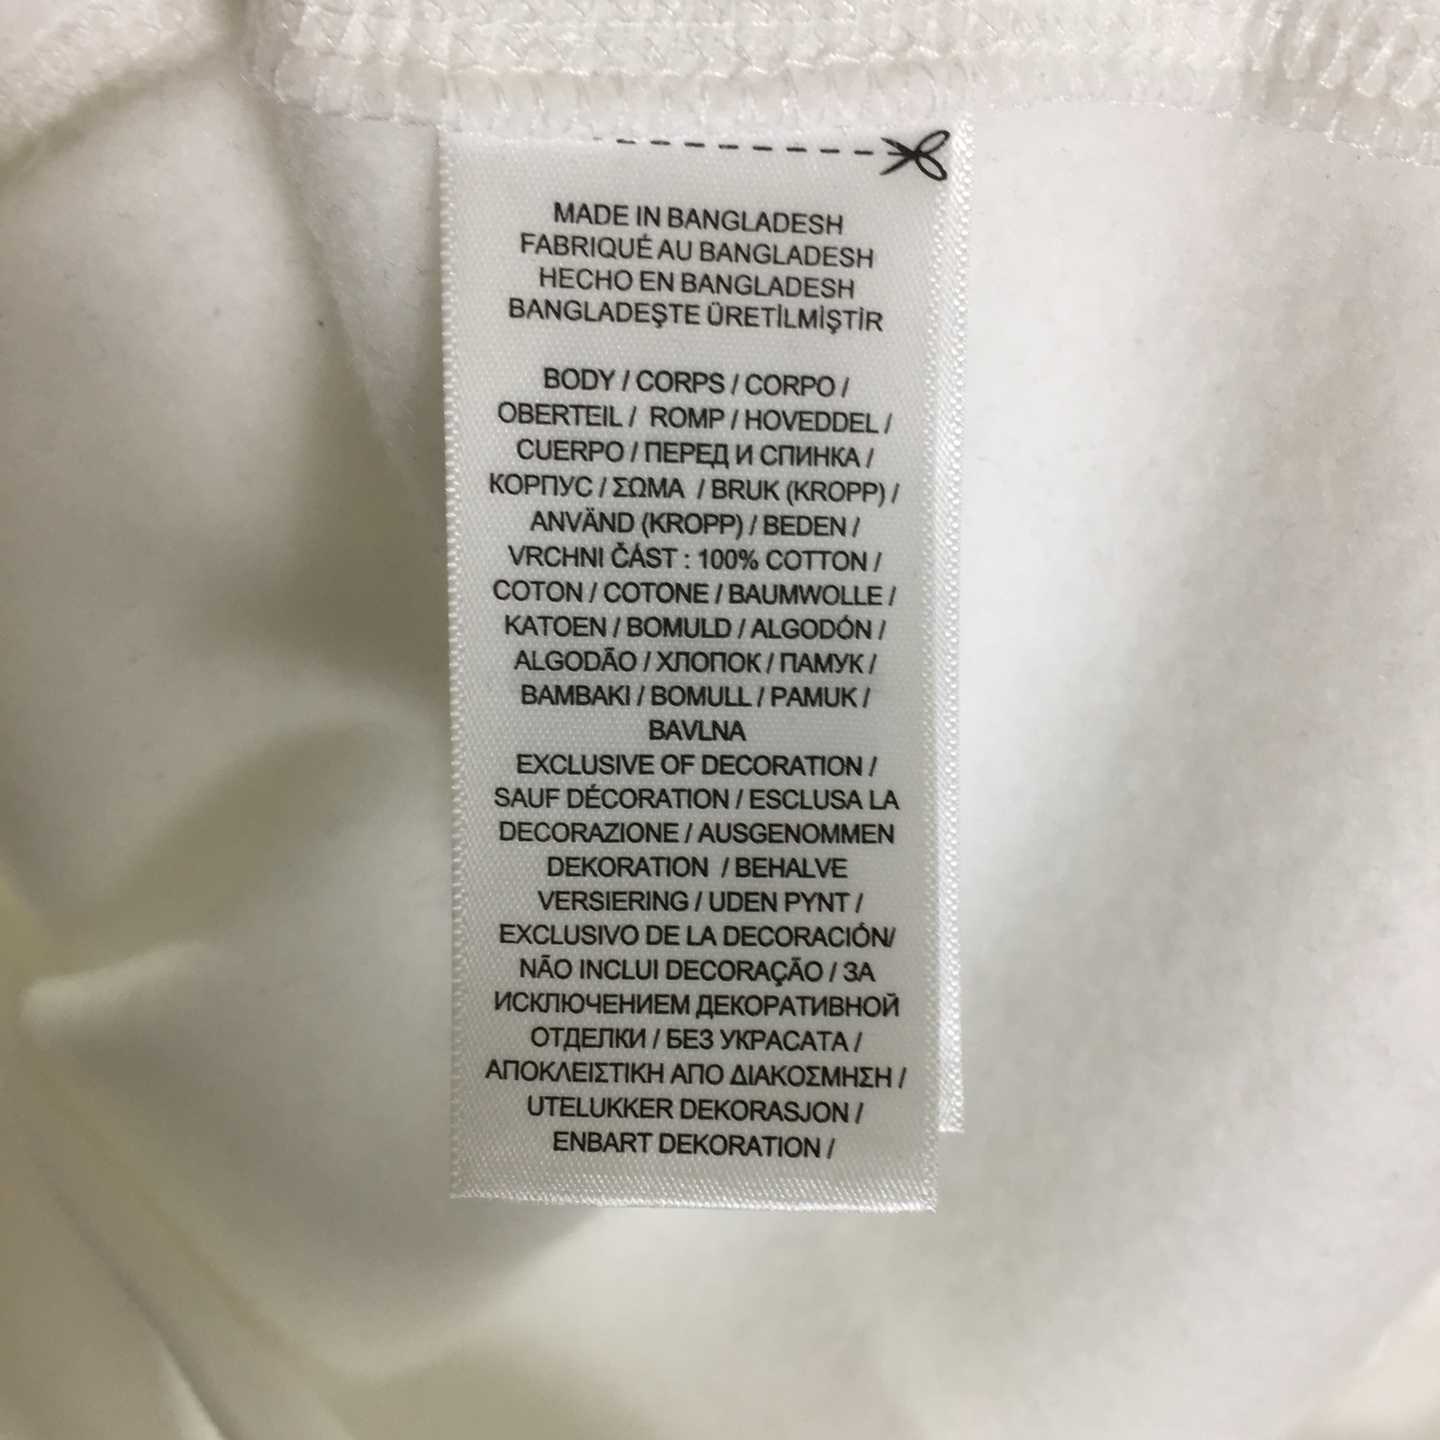 MADE IN BANGLADESH
FABRIQUÉ AU BANGLADESH
HECHO EN BANGLADESH
BANGLADEŞTE ÜRETİLMİŞTİR
BODY / CORPS / CORPO /
OBERTEIL / ROMP / HOVEDDEL /
CUERPO / ПЕРЕД И СПИНКА /
КОРПУС / ΣΩΜΑ / BRUK (KROPP) /
ANVÄND (KROPP) / BEDEN /
VRCHNI ČÁST : 100% COTTON /
COTON / COTONE / BAUMWOLLE /
KATOEN / BOMULD / ALGODÓN /
ALGODÃO / ХЛОПОК / ПАМУК /
BAMBAKI / BOMULL / PAMUK /
BAVLNA
EXCLUSIVE OF DECORATION /
SAUF DÉCORATION / ESCLUSA LA
DECORAZIONE / AUSGENOMMEN
DEKORATION / BEHALVE
VERSIERING / UDEN PYNT /
EXCLUSIVO DE LA DECORACIÓN/
NÃO INCLUI DECORAÇÃO / ЗА
ИСКЛЮЧЕНИЕМ ДЕКОРАТИВНОЙ
ОТДЕЛКИ / БЕЗ УКРАСАТА /
ΑΠΟΚΛΕΙΣΤΙΚΗ ΑΠΟ ΔΙΑΚΟΣΜΗΣΗ /
UTELUKKER DEKORASJON /
ENBART DEKORATION /